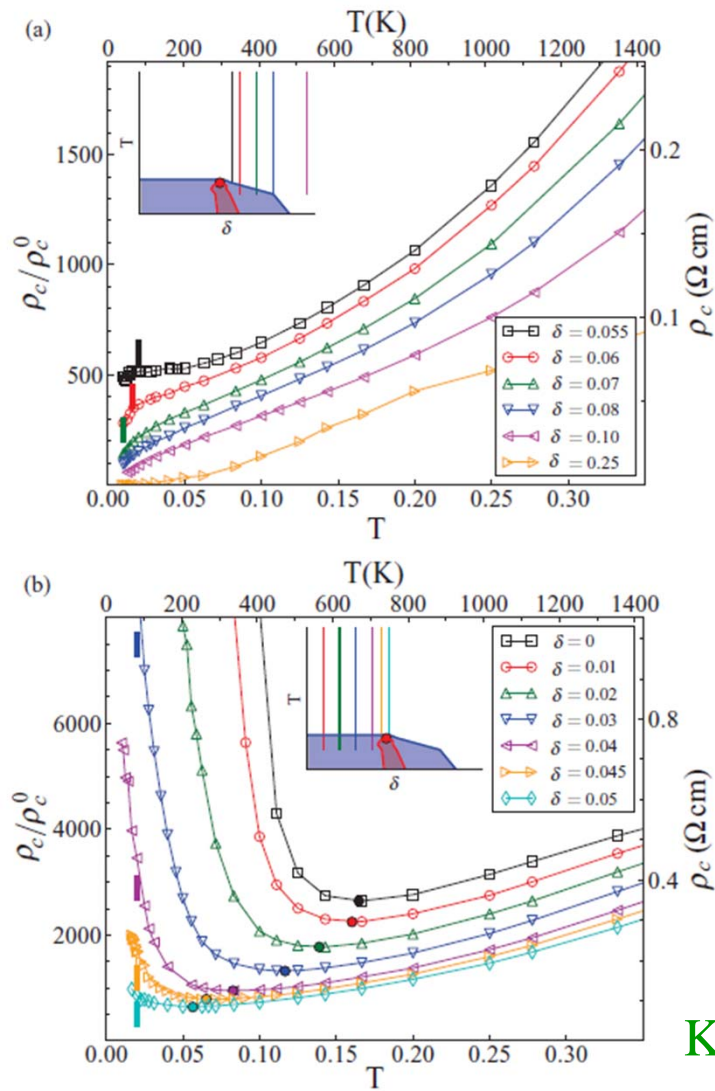 (a)
T(K)
0 200 400 600 800 1000 1200 1400
T
δ
1500
1000
500
ρc/ρc0
0.2
0.1
ρc (Ω cm)
δ = 0.055
δ = 0.06
δ = 0.07
δ = 0.08
δ = 0.10
δ = 0.25
0.00 0.05 0.10 0.15 0.20 0.25 0.30
T
(b)
T(K)
0 200 400 600 800 1000 1200 1400
T
δ
6000
4000
2000
0
ρc/ρc0
0.8
0.4
ρc (Ω cm)
δ = 0
δ = 0.01
δ = 0.02
δ = 0.03
δ = 0.04
δ = 0.045
δ = 0.05
0.00 0.05 0.10 0.15 0.20 0.25 0.30
T
K